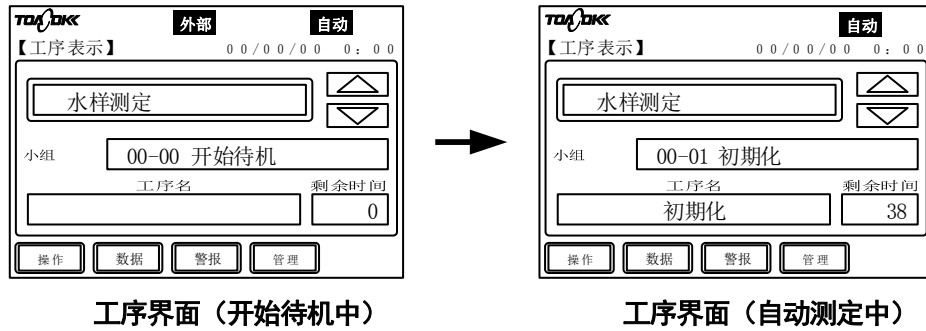 TOADKK 外部 自动
【工序表示】 00/00/00 0:00
水样测定
小组 00-00 开始待机
工序名 剩余时间
0
操作 数据 警报 管理
工序界面（开始待机中）
TOADKK 自动
【工序表示】 00/00/00 0:00
水样测定
小组 00-01 初期化
工序名 剩余时间
初期化 38
操作 数据 警报 管理
工序界面（自动测定中）